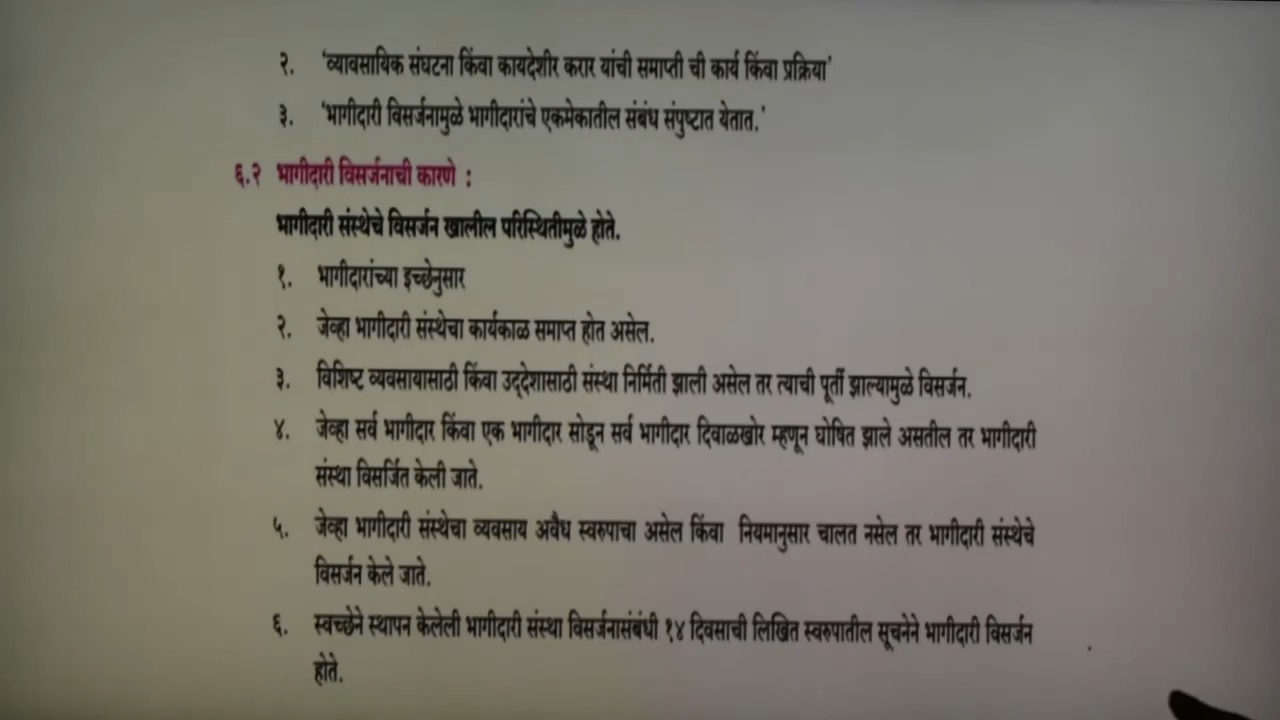 २. 'व्यावसायिक संघटना किंवा कायदेशीर करार यांची समाप्ती ची कार्य किंवा प्रक्रिया'
३. 'भागीदारी विसर्जनामुळे भागीदारांचे एकमेकातील संबंध संपुष्टात येतात.'
६.२ भागीदारी विसर्जनाची कारणे :
भागीदारी संस्थेचे विसर्जन खालील परिस्थितीमुळे होते.
१. भागीदारांच्या इच्छेनुसार
२. जेव्हा भागीदारी संस्थेचा कार्यकाळ समाप्त होत असेल.
३. विशिष्ट व्यवसायासाठी किंवा उद्‌देशासाठी संस्था निर्मिती झाली असेल तर त्याची पूर्ती झाल्यामुळे विसर्जन.
४. जेव्हा सर्व भागीदार किंवा एक भागीदार सोडून सर्व भागीदार दिवाळखोर म्हणून घोषित झाले असतील तर भागीदारी
संस्था विसर्जित केली जाते.
५. जेव्हा भागीदारी संस्थेचा व्यवसाय अवैध स्वरुपाचा असेल किंवा नियमानुसार चालत नसेल तर भागीदारी संस्थेचे
विसर्जन केले जाते.
६. स्वच्छेने स्थापन केलेली भागीदारी संस्था विसर्जनासंबंधी १४ दिवसाची लिखित स्वरुपातील सूचनेने भागीदारी विसर्जन
होते.